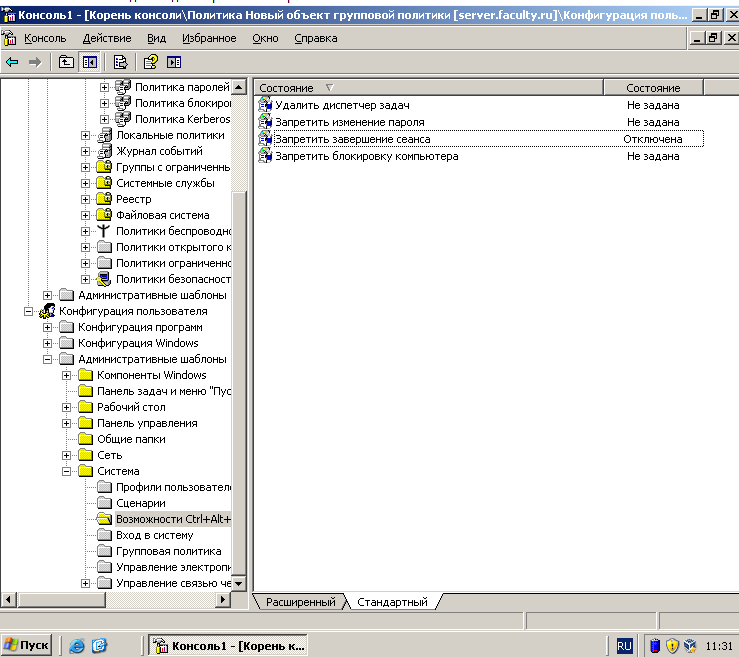 Консоль1 - [Корень консоли\Политика Новый объект групповой политики [server.faculty.ru]\Конфигурация поль...
Консоль Действие Вид Избранное Окно Справка
Политика паролей
Политика блокиро
Политика Kerberos
Локальные политики
Журнал событий
Группы с ограниченны
Системные службы
Реестр
Файловая система
Политики беспроводно
Политики открытого к
Политики ограниченно
Политики безопасност
Административные шаблоны
Конфигурация пользователя
Конфигурация программ
Конфигурация Windows
Административные шаблоны
Компоненты Windows
Панель задач и меню "Пус
Рабочий стол
Панель управления
Общие папки
Сеть
Система
Профили пользовател
Сценарии
Возможности Ctrl+Alt+
Вход в систему
Групповая политика
Управление электропи
Управление связью че
Состояние Состояние
Удалить диспетчер задач Не задана
Запретить изменение пароля Не задана
Запретить завершение сеанса Отключена
Запретить блокировку компьютера Не задана
Расширенный Стандартный
Пуск Консоль1 - [Корень к... RU 11:31